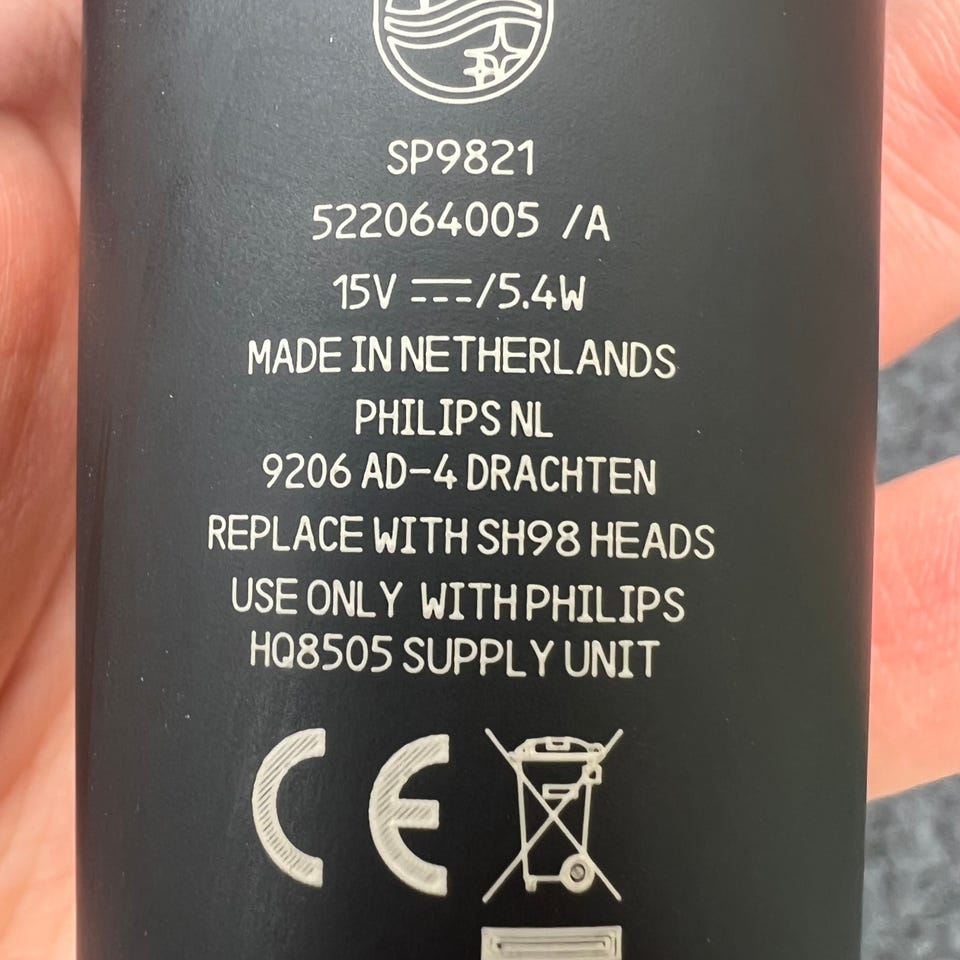 SP9821
522064005 /A
15V ⎓/5.4W
MADE IN NETHERLANDS
PHILIPS NL
9206 AD-4 DRACHTEN
REPLACE WITH SH98 HEADS
USE ONLY WITH PHILIPS
HQ8505 SUPPLY UNIT
CE